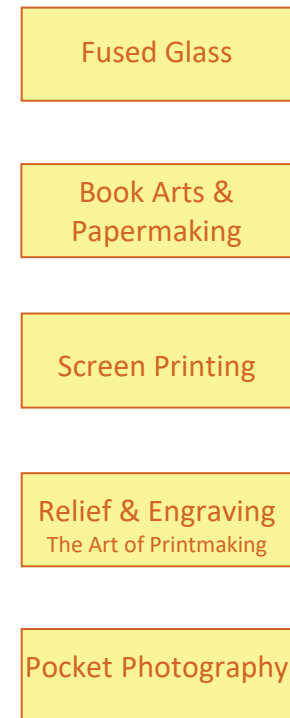 Fused Glass
Book Arts &
Papermaking
Screen Printing
Relief & Engraving
The Art of Printmaking
Pocket Photography